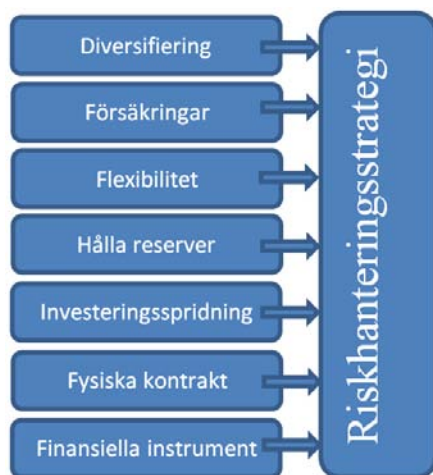 Diversifiering
Försäkringar
Flexibilitet
Hålla reserver
Investeringsspridning
Fysiska kontrakt
Finansiella instrument
Riskhanteringsstrategi